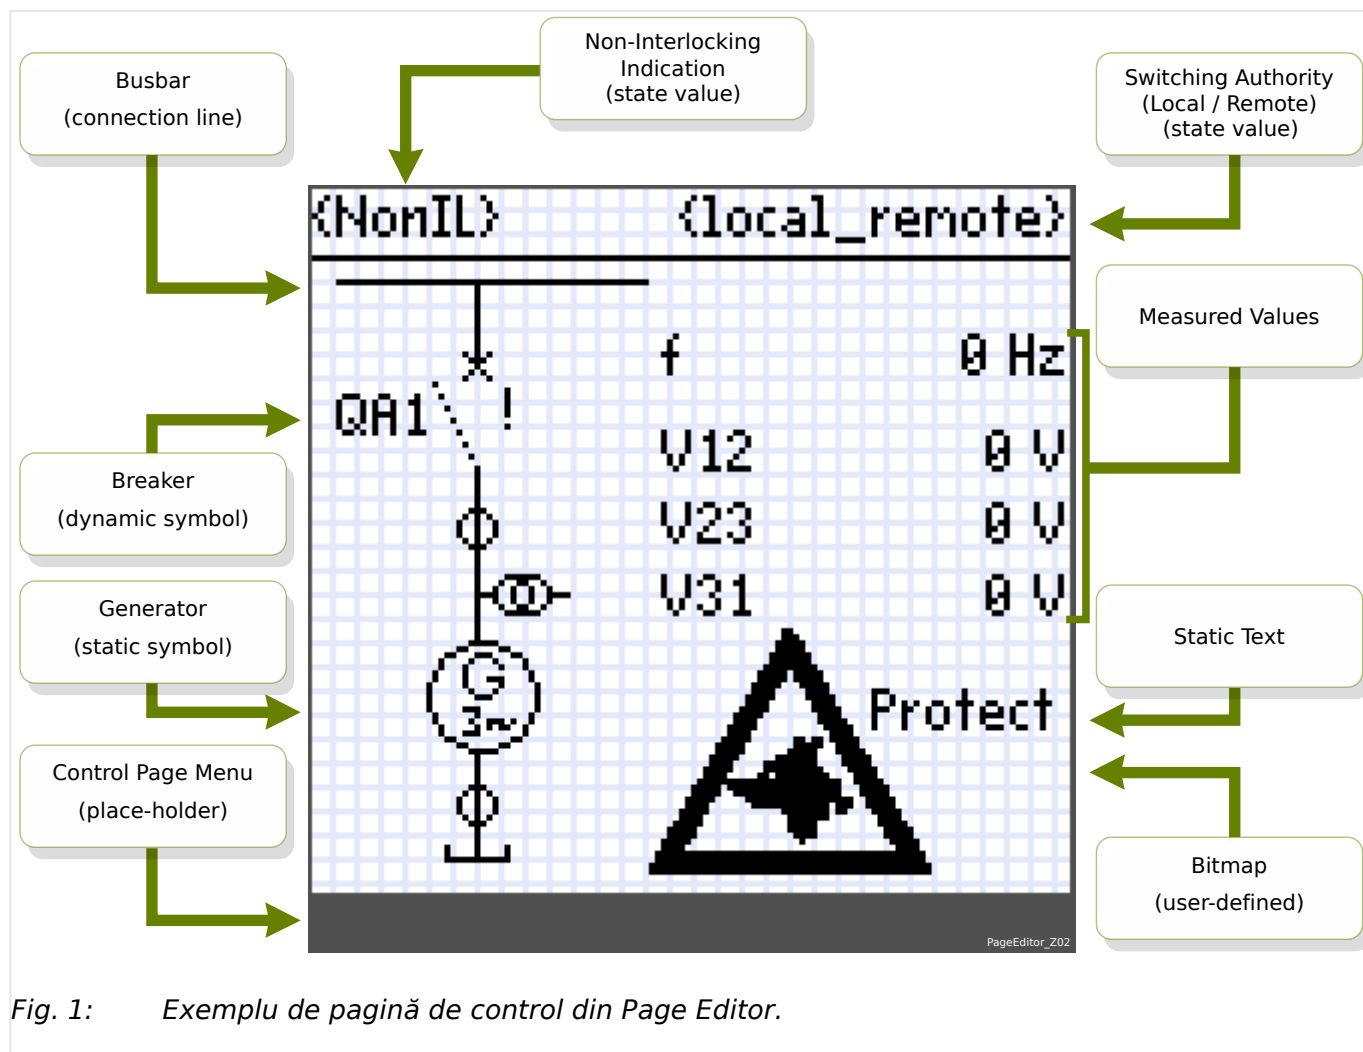 Non-Interlocking
Indication
(state value)
Busbar
(connection line)
Switching Authority
(Local / Remote)
(state value)
{NonIL}
{local_remote}
Measured Values
f 0 Hz
QA1 !
V12 0 V
Breaker
(dynamic symbol)
V23 0 V
V31 0 V
Generator
(static symbol)
Static Text
G
3~
Protect
Control Page Menu
(place-holder)
Bitmap
(user-defined)
PageEditor_Z02
Fig. 1: Exemplu de pagină de control din Page Editor.